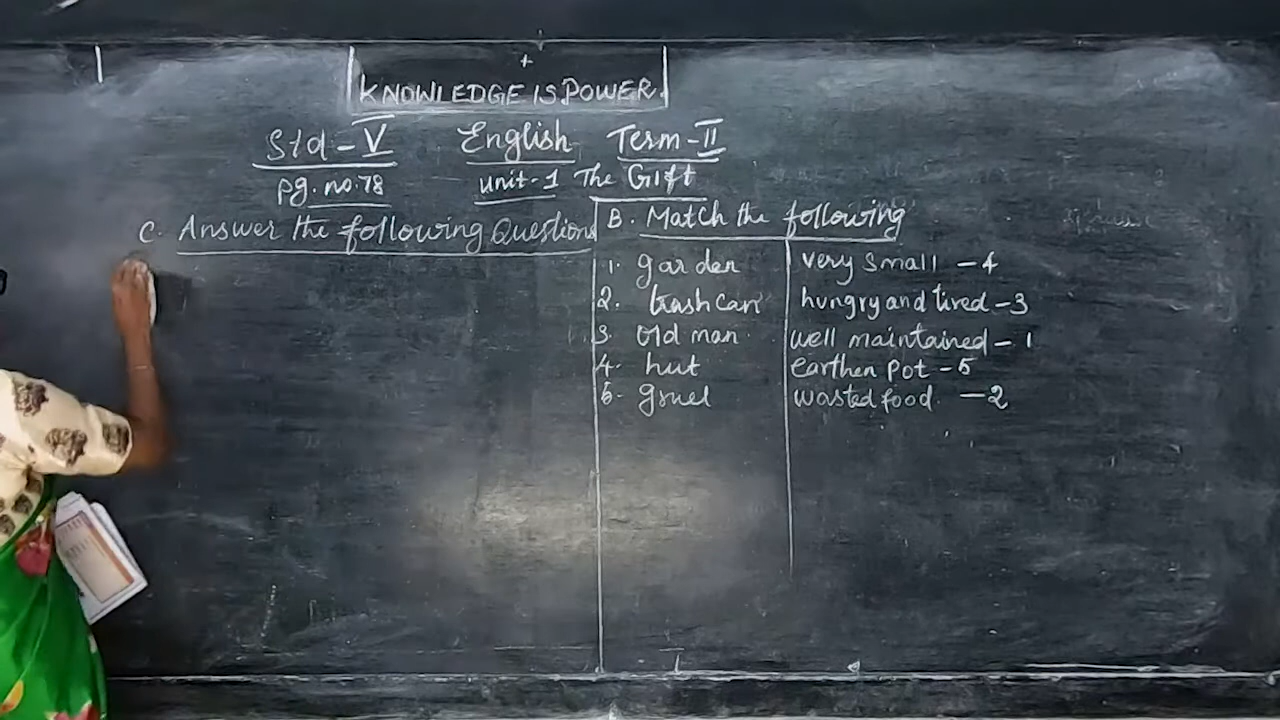 KNOWLEDGE IS POWER.
Std - V English Term - II
Pg. no: 78 unit - 1 The Gift
C. Answer the following Questions
B. Match the following
1. garden very small - 4
2. trash can hungry and tired - 3
3. old man well maintained - 1
4. hut earthen pot - 5
5. gruel wasted food. - 2